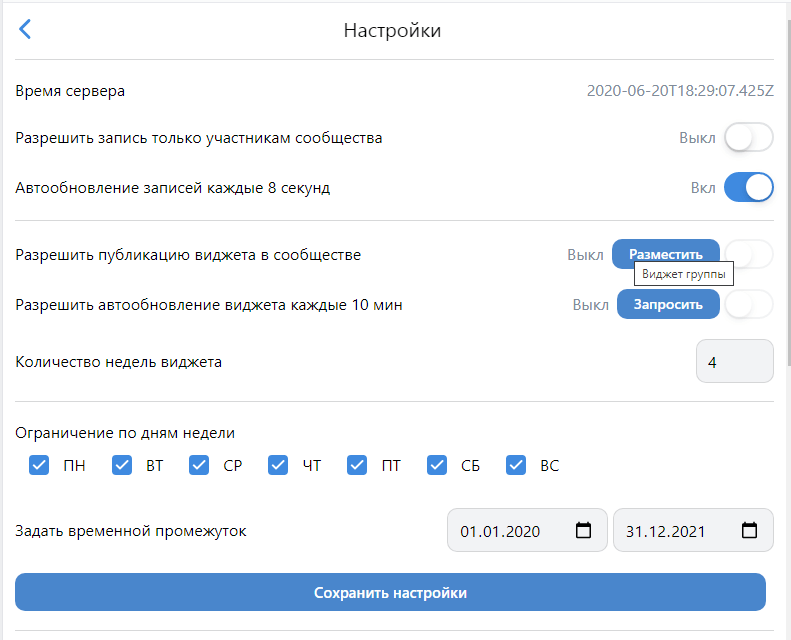 Настройки
Время сервера 2020-06-20T18:29:07.425Z
Разрешить запись только участникам сообщества Выкл
Автообновление записей каждые 8 секунд Вкл
Разрешить публикацию виджета в сообществе Выкл Разместить
Виджет группы
Разрешить автообновление виджета каждые 10 мин Выкл Запросить
Количество недель виджета 4
Ограничение по дням недели
ПН ВТ СР ЧТ ПТ СБ ВС
Задать временной промежуток 01.01.2020 31.12.2021
Сохранить настройки